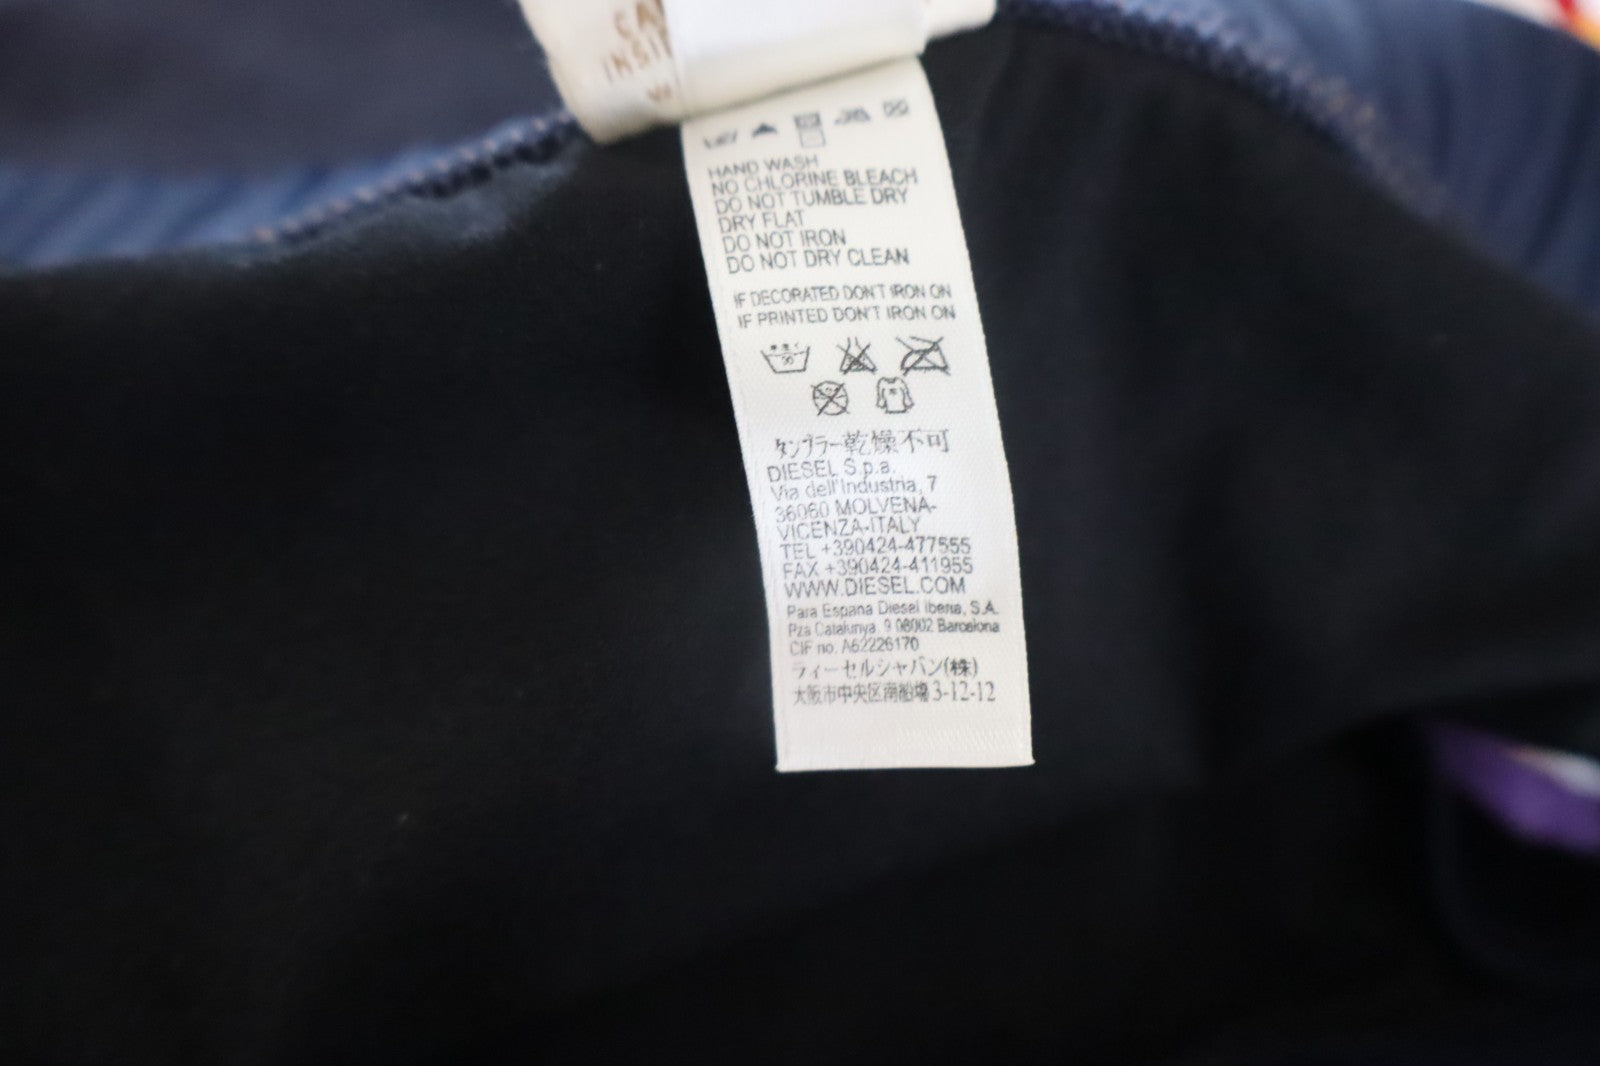 HAND WASH
NO CHLORINE BLEACH
DO NOT TUMBLE DRY
DRY FLAT
DO NOT IRON
DO NOT DRY CLEAN
IF DECORATED DON'T IRON ON
IF PRINTED DON'T IRON ON
30
タンブラー乾燥不可
DIESEL S.p.a.
Via dell'Industria, 7
36060 MOLVENA-
VICENZA-ITALY
TEL +390424-477555
FAX +390424-411955
WWW.DIESEL.COM
Para Espana Diesel Iberia, S.A.
Pza Catalunya, 9 08002 Barcelona
CIF no. A62226170
ディーゼルジャパン(株)
大阪市中央区南船場3-12-12